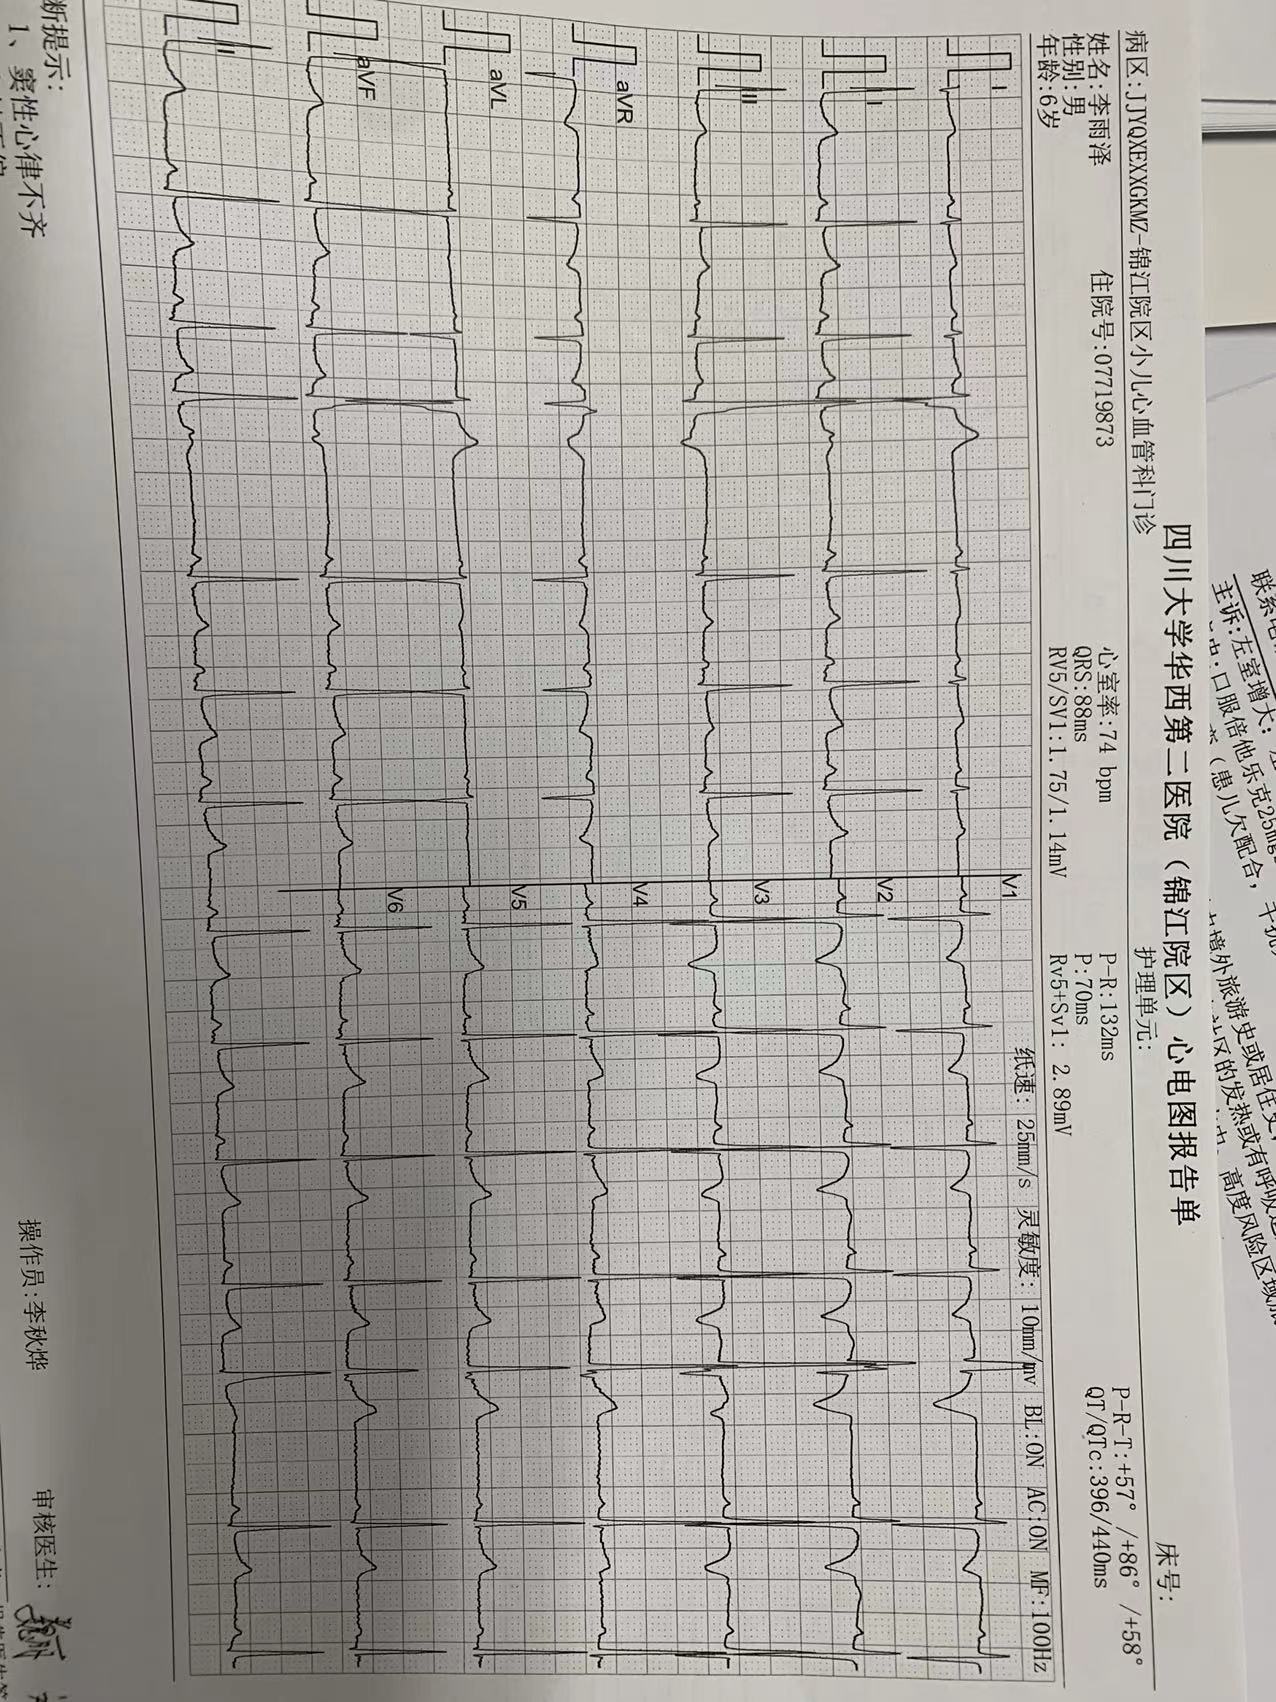 四川大学华西第二医院（锦江院区）心电图报告单
病区:JJYQXEXXGKMZ-锦江院区小儿心血管科门诊 护理单元: 床号:
姓名:李雨泽 住院号:07719873 心室率:74 bpm P-R:132ms P-R-T:+57° /+86° /+58°
性别:男 QRS:88ms P:70ms QT/QTc:396/440ms
年龄:6岁 RV5/SV1:1.75/1.14mV Rv5+Sv1: 2.89mV
纸速: 25mm/s 灵敏度: 10mm/mv BL:ON AC:ON MF:100Hz
I V1
II V2
III V3
aVR V4
aVL V5
aVF V6
II
断提示:
1、窦性心律不齐
操作员:李秋烨 审核医生:
主诉:左室增大:
口服倍他乐克25mg
（患儿欠配合，
境外旅游史或居住史,
区的发热或有呼吸
高度风险区域旅